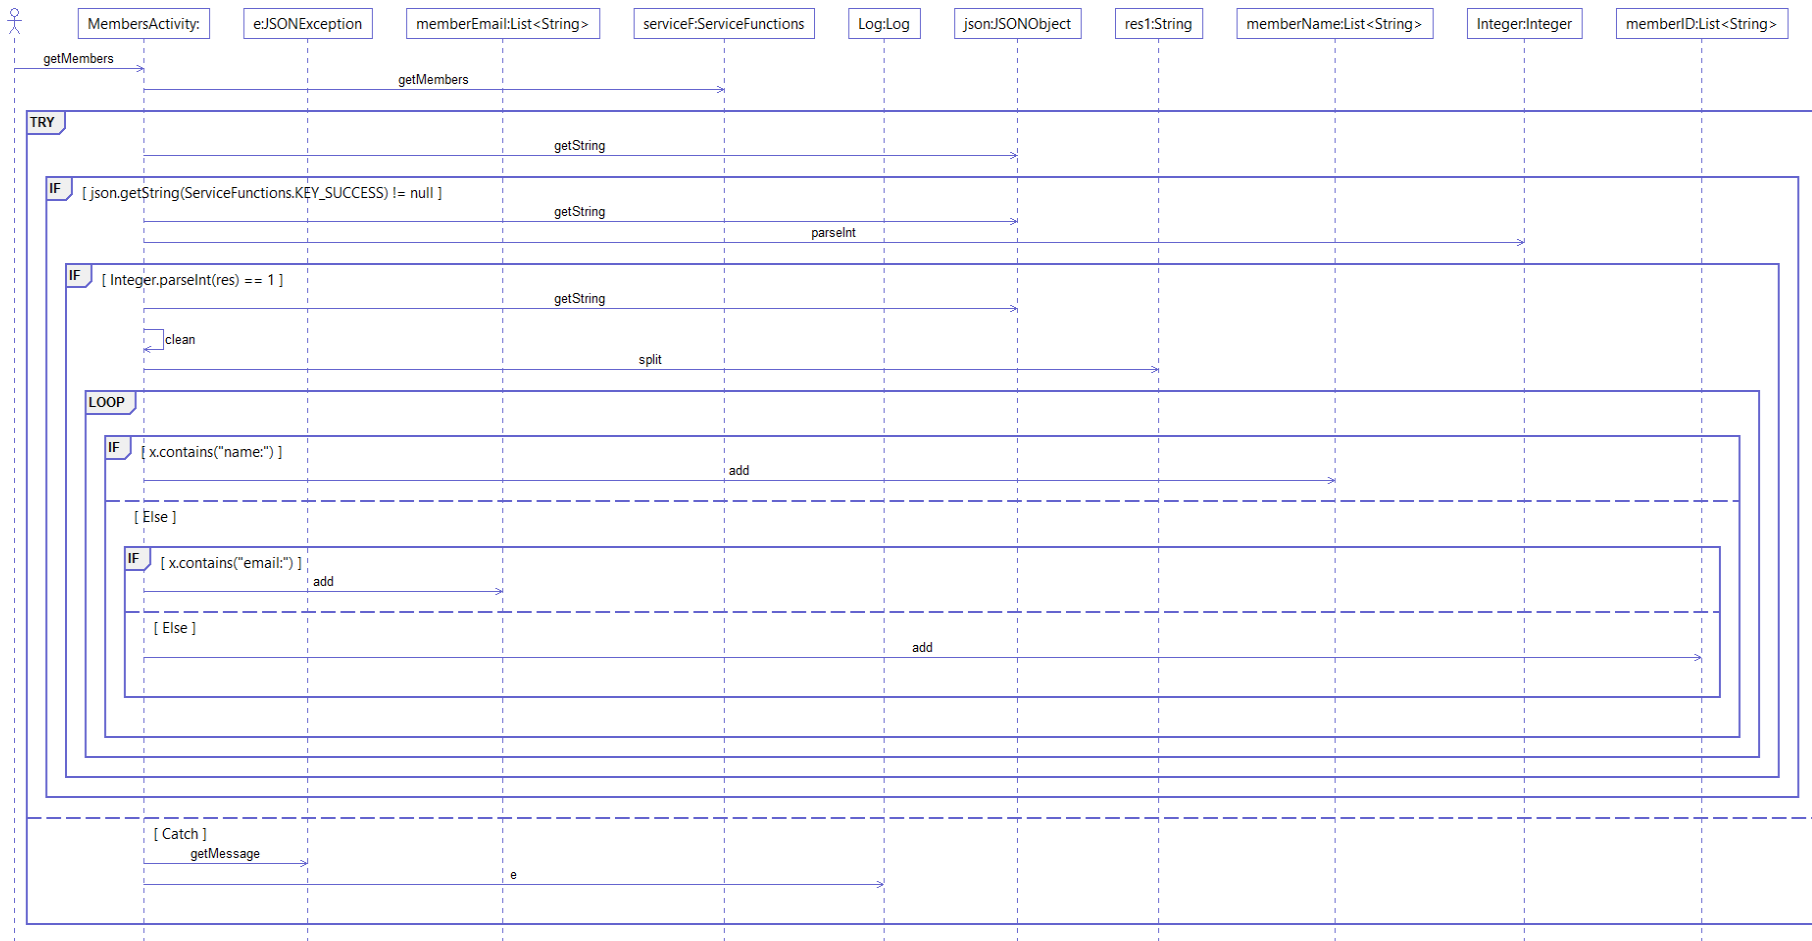 MembersActivity:
e:JSONException
memberEmail:List<String>
serviceF:ServiceFunctions
Log:Log
json:JSONObject
res1:String
memberName:List<String>
Integer:Integer
memberID:List<String>
getMembers
getMembers
TRY
getString
IF
[ json.getString(ServiceFunctions.KEY_SUCCESS) != null ]
getString
parseInt
IF
[ Integer.parseInt(res) == 1 ]
getString
clean
split
LOOP
IF
[ x.contains("name:") ]
add
[ Else ]
IF
[ x.contains("email:") ]
add
[ Else ]
add
[ Catch ]
getMessage
e